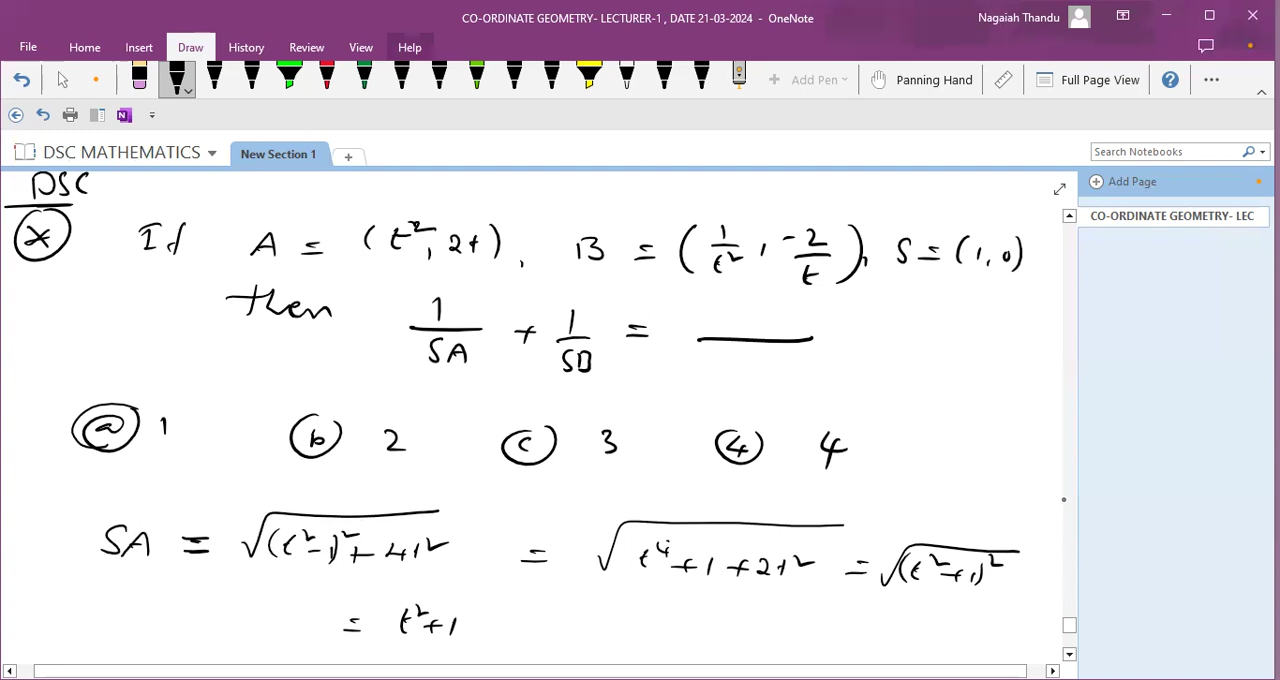 CO-ORDINATE GEOMETRY- LECTURER-1 , DATE 21-03-2024 - OneNote
Nagaiah Thandu
File Home Insert Draw History Review View Help
Add Pen Panning Hand Full Page View
DSC MATHEMATICS New Section 1 Search Notebooks
Add Page
CO-ORDINATE GEOMETRY- LEC
DSC
* If A = (t², 2t), B = (1/t², -2/t), S = (1, 0)
then 1/SA + 1/SB = ___
(a) 1 (b) 2 (c) 3 (4) 4
SA = √((t²-1)² + 4t²) = √(t⁴+1+2t²) = √((t²+1)²)
= t²+1